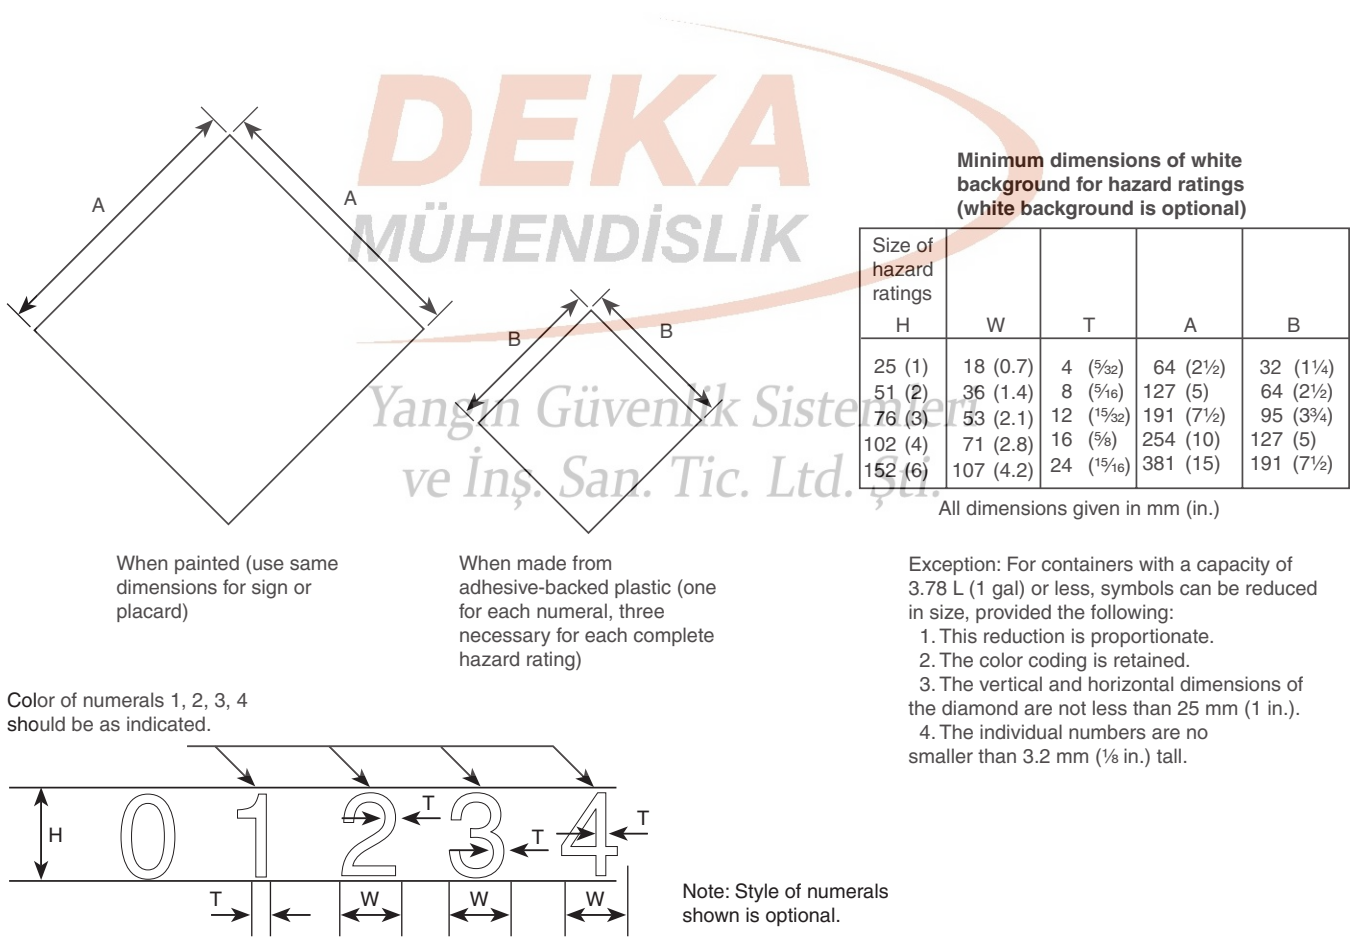 DEKA
MÜHENDİSLİK
Yangın Güvenlik Sistemleri
ve İnş. San. Tic. Ltd. Şti.
A
A
B
B
When painted (use same
dimensions for sign or
placard)
When made from
adhesive-backed plastic (one
for each numeral, three
necessary for each complete
hazard rating)
Minimum dimensions of white
background for hazard ratings
(white background is optional)
Size of
hazard
ratings
H W T A B
25 (1) 18 (0.7) 4 (5⁄32) 64 (2½) 32 (1¼)
51 (2) 36 (1.4) 8 (5⁄16) 127 (5) 64 (2½)
76 (3) 53 (2.1) 12 (15⁄32) 191 (7½) 95 (3¾)
102 (4) 71 (2.8) 16 (⅝) 254 (10) 127 (5)
152 (6) 107 (4.2) 24 (15⁄16) 381 (15) 191 (7½)
All dimensions given in mm (in.)
Exception: For containers with a capacity of
3.78 L (1 gal) or less, symbols can be reduced
in size, provided the following:
1. This reduction is proportionate.
2. The color coding is retained.
3. The vertical and horizontal dimensions of
the diamond are not less than 25 mm (1 in.).
4. The individual numbers are no
smaller than 3.2 mm (⅛ in.) tall.
Color of numerals 1, 2, 3, 4
should be as indicated.
H 0 1 2 T 3 T 4 T
T W W W
Note: Style of numerals
shown is optional.